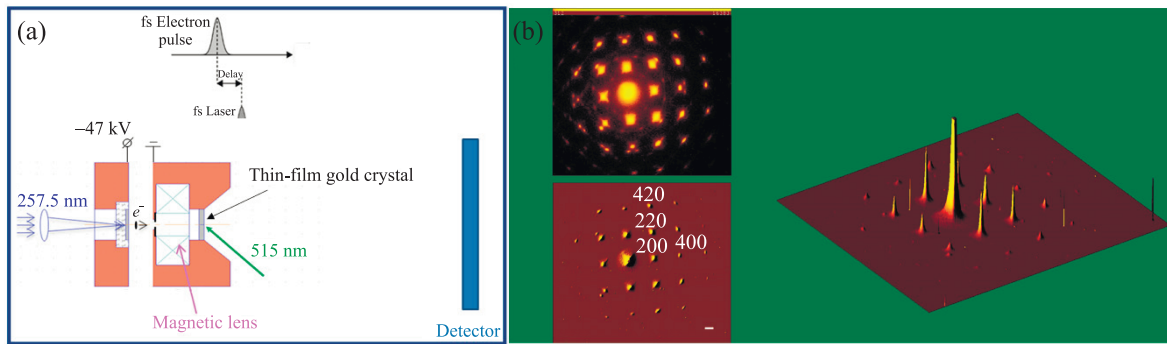 (a)
fs Electron
pulse
Delay
fs Laser
−47 kV
257.5 nm
e−
Thin-film gold crystal
515 nm
Magnetic lens
Detector
(b)
420
220
200
400